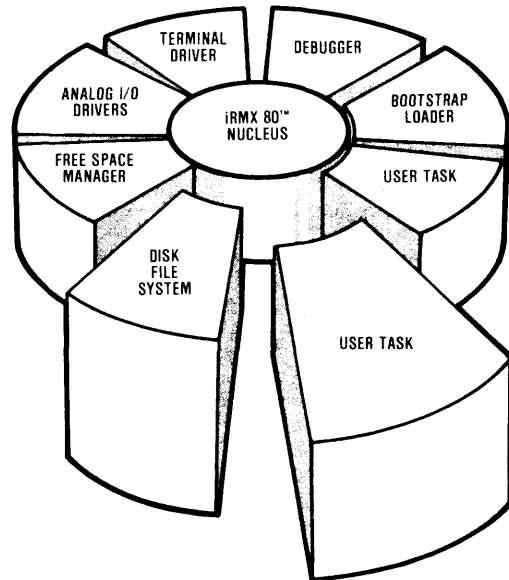 TERMINAL
DRIVER
DEBUGGER
ANALOG I/O
DRIVERS
iRMX 80™
NUCLEUS
BOOTSTRAP
LOADER
FREE SPACE
MANAGER
USER TASK
DISK
FILE
SYSTEM
USER TASK